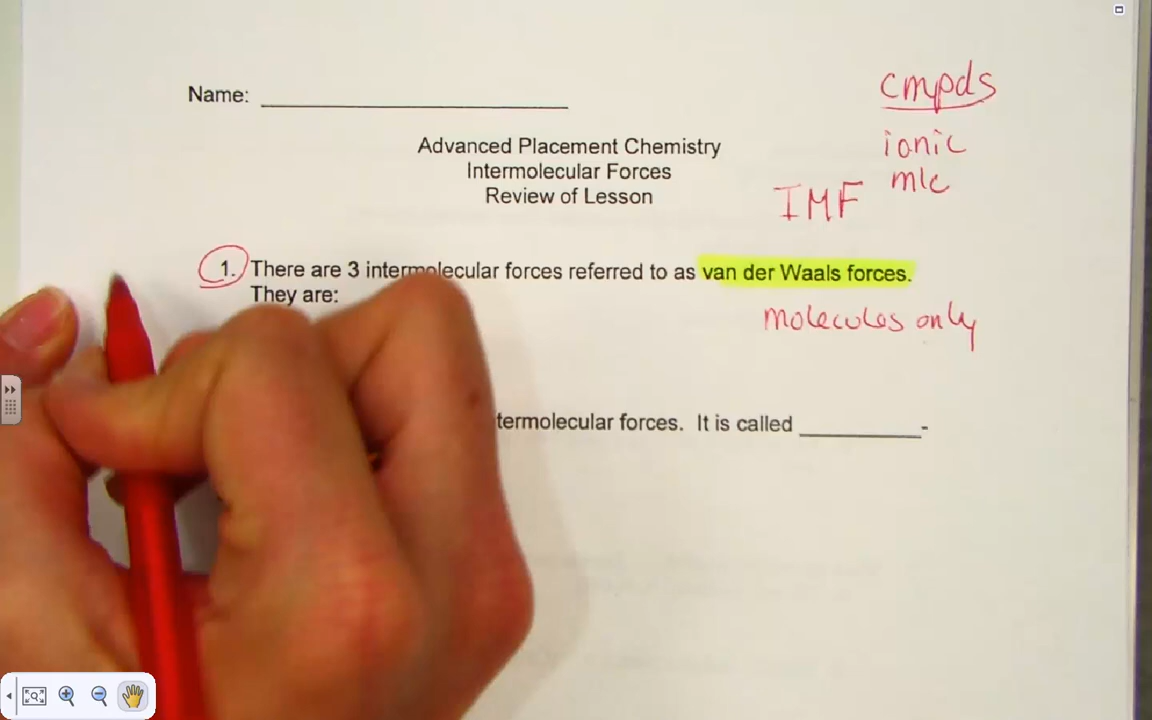 cmpds
Name:
ionic
Advanced Placement Chemistry
Intermolecular Forces
mlc
Review of Lesson
IMF
1. There are 3 intermolecular forces referred to as van der Waals forces.
They are:
molecules only
termolecular forces. It is called